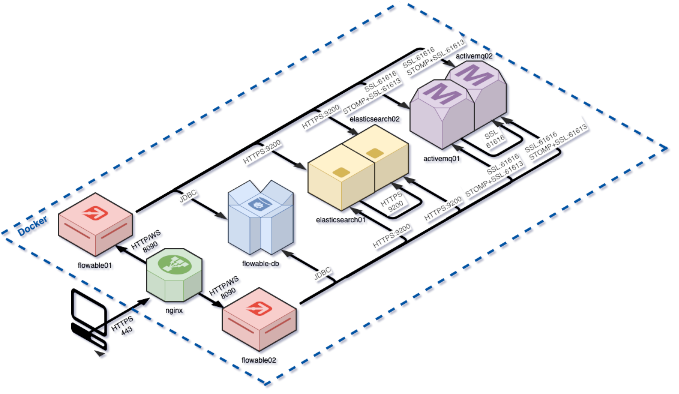 activemq02
SSL:61616
STOMP+SSL:61613
SSL:61616
STOMP+SSL:61613
HTTPS:9200
elasticsearch02
HTTPS:9200
SSL
61616
SSL:61616
STOMP+SSL:61613
activemq01
SSL:61616
STOMP+SSL:61613
JDBC
HTTPS
9200
HTTPS:9200
elasticsearch01
HTTPS:9200
Docker
HTTP/WS
8090
flowable01
flowable-db
JDBC
HTTP/WS
8090
nginx
HTTPS
443
flowable02